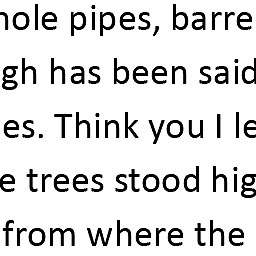 hole pipes, barre
gh has been said
es. Think you I le
e trees stood hig
from where the